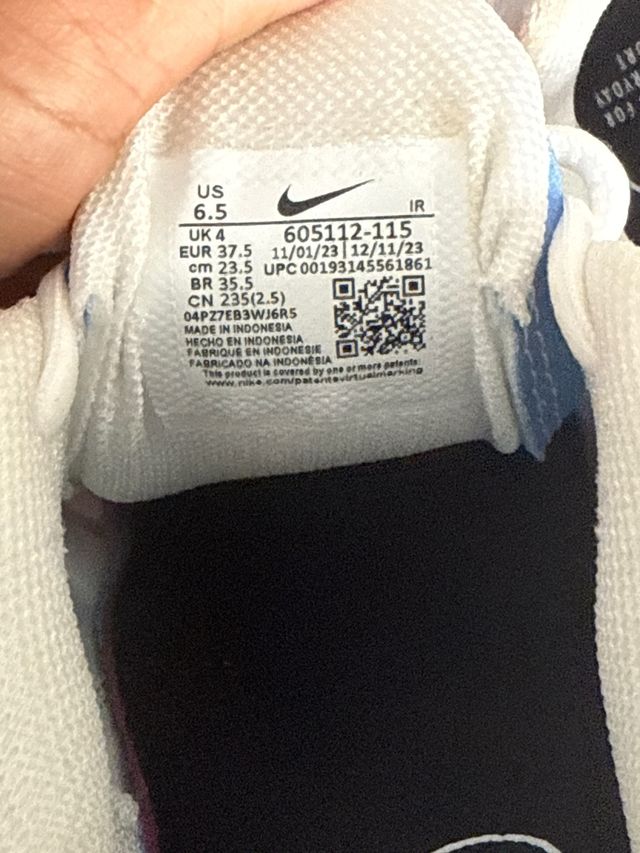 US
6.5
IR
UK 4
605112-115
EUR 37.5
11/01/23 | 12/11/23
cm 23.5
UPC 00193145561861
BR 35.5
CN 235(2.5)
04PZ7EB3WJ6R5
MADE IN INDONESIA
HECHO EN INDONESIA
FABRIQUE EN INDONESIE
FABRICADO NA INDONÉSIA
This product is covered by one or more patents:
www.nike.com/patentsvirtualmarking
FOR